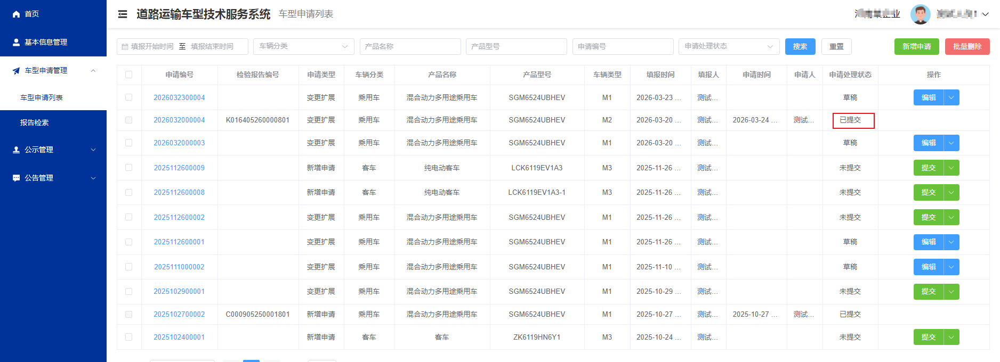 首页
基本信息管理
车型申请管理
车型申请列表
报告检索
公示管理
公告管理
道路运输车型技术服务系统 车型申请列表
企业
填报开始时间 至 填报结束时间 车辆分类 产品名称 产品型号 申请编号 申请处理状态 搜索 重置 新增申请 批量删除
申请编号 检验报告编号 申请类型 车辆分类 产品名称 产品型号 车辆类型 填报时间 填报人 申请时间 申请人 申请处理状态 操作
2026032300004 变更扩展 乘用车 混合动力多用途乘用车 SGM6524UBHEV M1 2026-03-23 ... 测试... 草稿 编辑
2026032000004 K016405260000801 变更扩展 乘用车 混合动力多用途乘用车 SGM6524UBHEV M2 2026-03-20 ... 测试... 2026-03-24 ... 测试... 已提交
2026032000003 变更扩展 乘用车 混合动力多用途乘用车 SGM6524UBHEV M1 2026-03-20 ... 测试... 草稿 编辑
2025112600009 新增申请 客车 纯电动客车 LCK6119EV1A3 M3 2025-11-26 ... 测试... 未提交 提交
2025112600008 新增申请 客车 纯电动客车 LCK6119EV1A3-1 M3 2025-11-26 ... 测试... 未提交 提交
2025112600002 变更扩展 乘用车 混合动力多用途乘用车 SGM6524UBHEV M1 2025-11-26 ... 测试... 未提交 提交
2025112600001 变更扩展 乘用车 混合动力多用途乘用车 SGM6524UBHEV M1 2025-11-26 ... 测试... 草稿 编辑
2025111000002 变更扩展 乘用车 混合动力多用途乘用车 SGM6524UBHEV M1 2025-11-10 ... 测试... 草稿 编辑
2025102900001 变更扩展 乘用车 混合动力多用途乘用车 SGM6524UBHEV M1 2025-10-29 ... 测试... 未提交 提交
2025102700002 C000905250001801 新增申请 乘用车 混合动力多用途乘用车 SGM6524UBHEV M1 2025-10-27 ... 测试... 2025-10-27 ... 测试... 已提交
2025102400001 新增申请 客车 客车 ZK6119HN6Y1 M3 2025-10-24 ... 测试... 未提交 提交